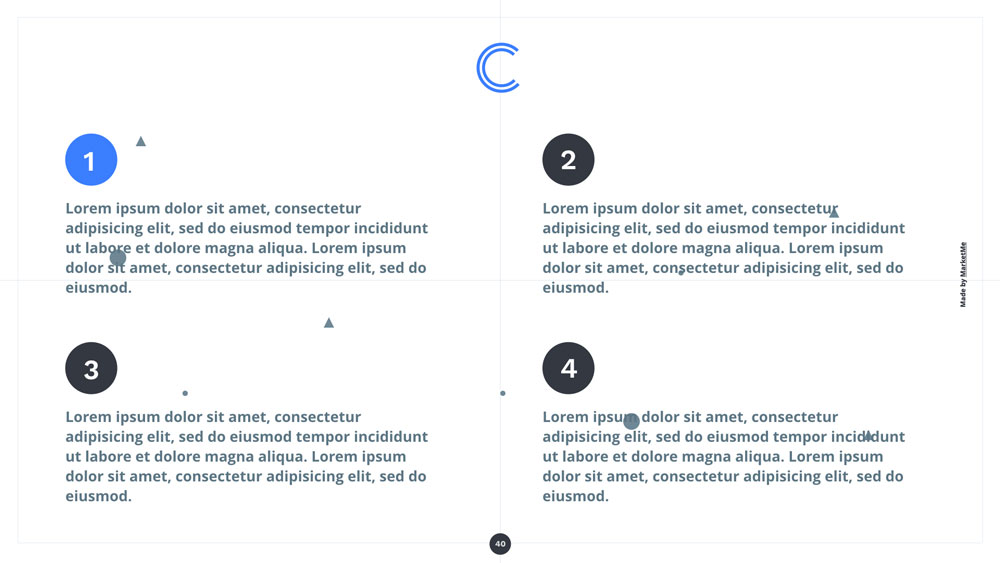 1
Lorem ipsum dolor sit amet, consectetur
adipisicing elit, sed do eiusmod tempor incididunt
ut labore et dolore magna aliqua. Lorem ipsum
dolor sit amet, consectetur adipisicing elit, sed do
eiusmod.
2
Lorem ipsum dolor sit amet, consectetur
adipisicing elit, sed do eiusmod tempor incididunt
ut labore et dolore magna aliqua. Lorem ipsum
dolor sit amet, consectetur adipisicing elit, sed do
eiusmod.
3
Lorem ipsum dolor sit amet, consectetur
adipisicing elit, sed do eiusmod tempor incididunt
ut labore et dolore magna aliqua. Lorem ipsum
dolor sit amet, consectetur adipisicing elit, sed do
eiusmod.
4
Lorem ipsum dolor sit amet, consectetur
adipisicing elit, sed do eiusmod tempor incididunt
ut labore et dolore magna aliqua. Lorem ipsum
dolor sit amet, consectetur adipisicing elit, sed do
eiusmod.
Made by MarketMe
40